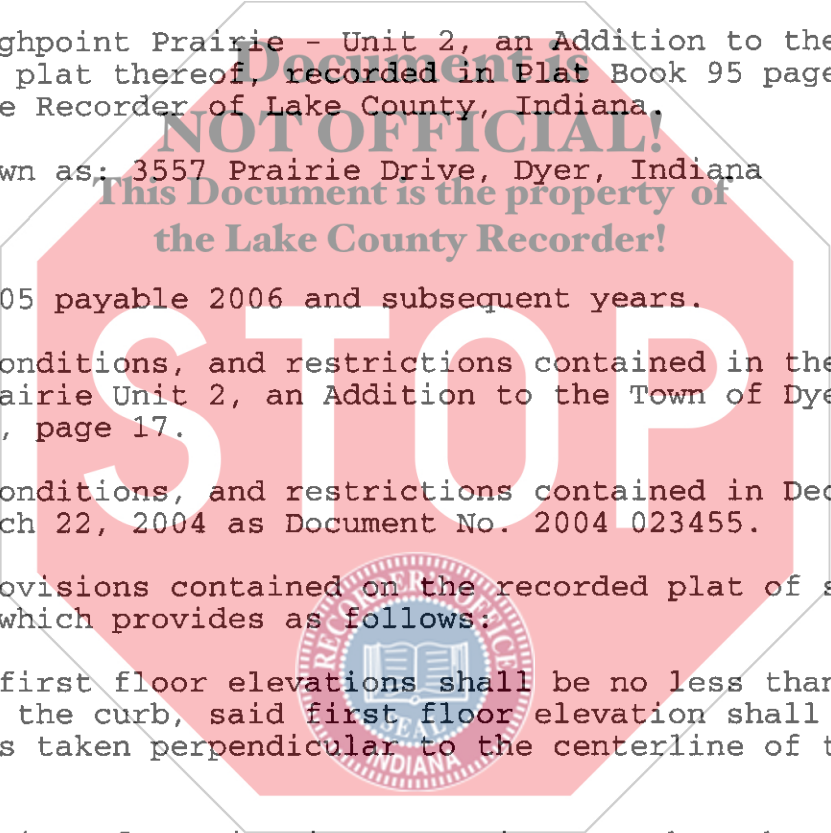 ghpoint Prairie - Unit 2, an Addition to the
plat thereof, recorded in Plat Book 95 page
e Recorder of Lake County, Indiana.
wn as: 3557 Prairie Drive, Dyer, Indiana
05 payable 2006 and subsequent years.
onditions, and restrictions contained in the
airie Unit 2, an Addition to the Town of Dye
, page 17.
onditions, and restrictions contained in Dec
ch 22, 2004 as Document No. 2004 023455.
ovisions contained on the recorded plat of s
which provides as follows:
first floor elevations shall be no less than
the curb, said first floor elevation shall
s taken perpendicular to the centerline of t
Document is
NOT OFFICIAL!
This Document is the property of
the Lake County Recorder!
STOP
RECORDER'S OFFICE
SEAL
INDIANA